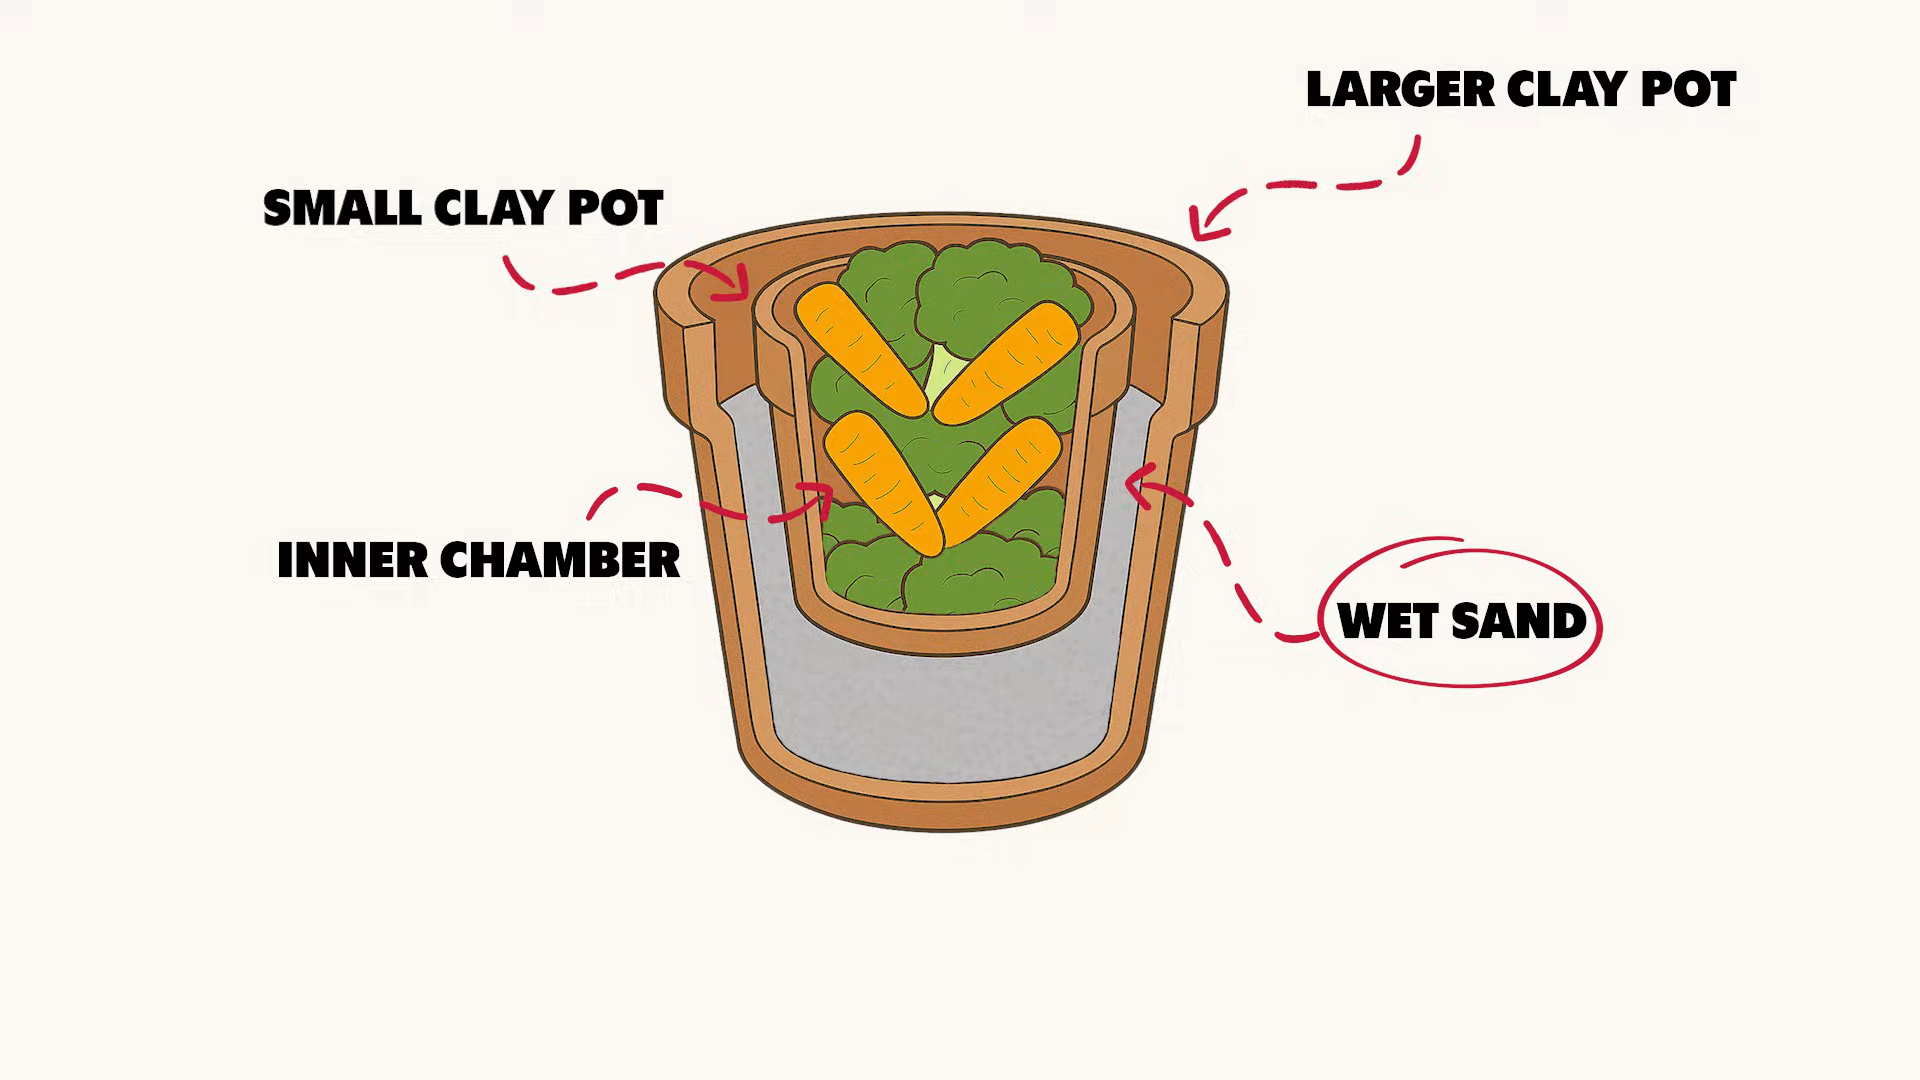 LARGER CLAY POT
SMALL CLAY POT
INNER CHAMBER
WET SAND